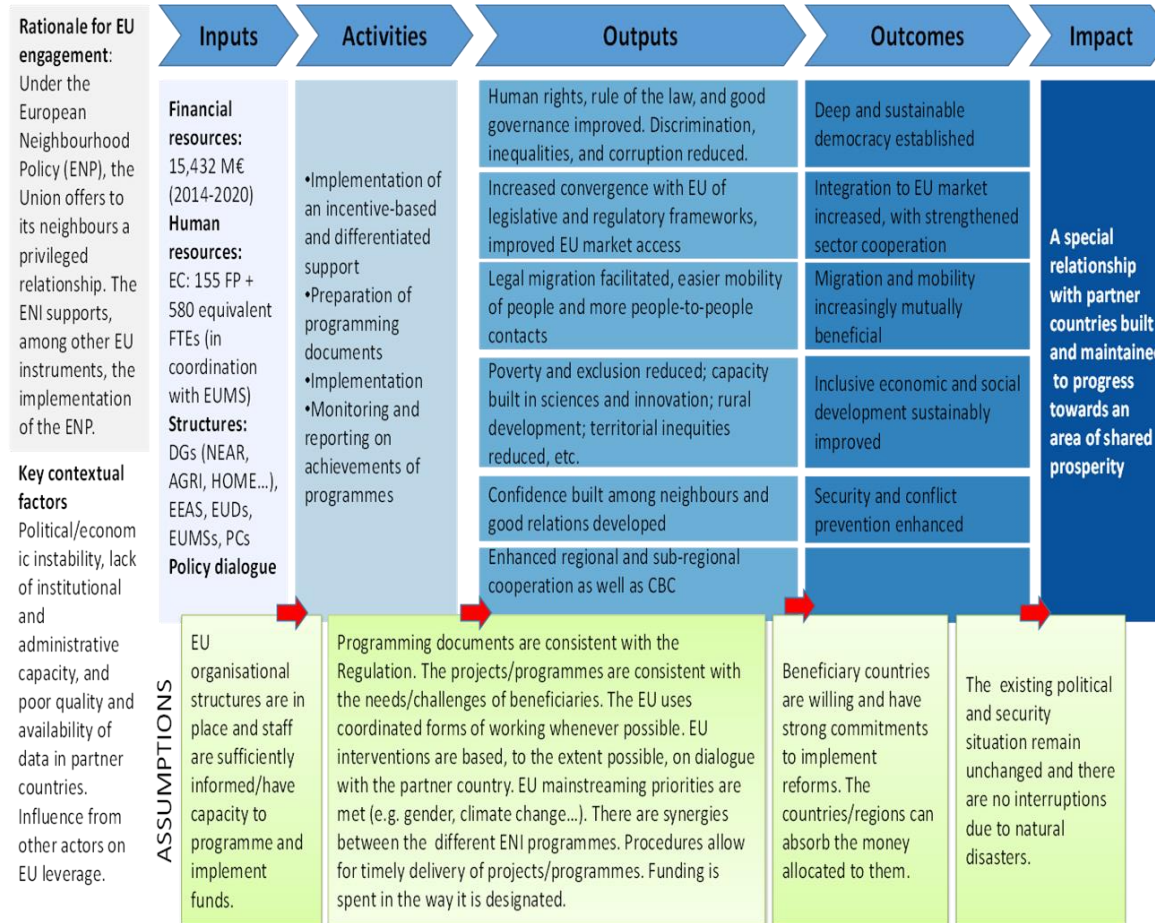 Rationale for EU
engagement:
Under the
European
Neighbourhood
Policy (ENP), the
Union offers to
its neighbours a
privileged
relationship. The
ENI supports,
among other EU
instruments, the
implementation
of the ENP.
Key contextual
factors
Political/econom
ic instability, lack
of institutional
and
administrative
capacity, and
poor quality and
availability of
data in partner
countries.
Influence from
other actors on
EU leverage.
Inputs
Activities
Outputs
Outcomes
Impact
Financial
resources:
15,432 M€
(2014-2020)
Human
resources:
EC: 155 FP +
580 equivalent
FTEs (in
coordination
with EUMS)
Structures:
DGs (NEAR,
AGRI, HOME...),
EEAS, EUDs,
EUMSs, PCs
Policy dialogue
•Implementation of
an incentive-based
and differentiated
support
•Preparation of
programming
documents
•Implementation
•Monitoring and
reporting on
achievements of
programmes
Human rights, rule of the law, and good
governance improved. Discrimination,
inequalities, and corruption reduced.
Increased convergence with EU of
legislative and regulatory frameworks,
improved EU market access
Legal migration facilitated, easier mobility
of people and more people-to-people
contacts
Poverty and exclusion reduced; capacity
built in sciences and innovation; rural
development; territorial inequities
reduced, etc.
Confidence built among neighbours and
good relations developed
Enhanced regional and sub-regional
cooperation as well as CBC
Deep and sustainable
democracy established
Integration to EU market
increased, with strengthened
sector cooperation
Migration and mobility
increasingly mutually
beneficial
Inclusive economic and social
development sustainably
improved
Security and conflict
prevention enhanced
A special
relationship
with partner
countries built
and maintained
to progress
towards an
area of shared
prosperity
ASSUMPTIONS
EU
organisational
structures are in
place and staff
are sufficiently
informed/have
capacity to
programme and
implement
funds.
Programming documents are consistent with the
Regulation. The projects/programmes are consistent with
the needs/challenges of beneficiaries. The EU uses
coordinated forms of working whenever possible. EU
interventions are based, to the extent possible, on dialogue
with the partner country. EU mainstreaming priorities are
met (e.g. gender, climate change...). There are synergies
between the different ENI programmes. Procedures allow
for timely delivery of projects/programmes. Funding is
spent in the way it is designated.
Beneficiary countries
are willing and have
strong commitments
to implement
reforms. The
countries/regions can
absorb the money
allocated to them.
The existing political
and security
situation remain
unchanged and there
are no interruptions
due to natural
disasters.